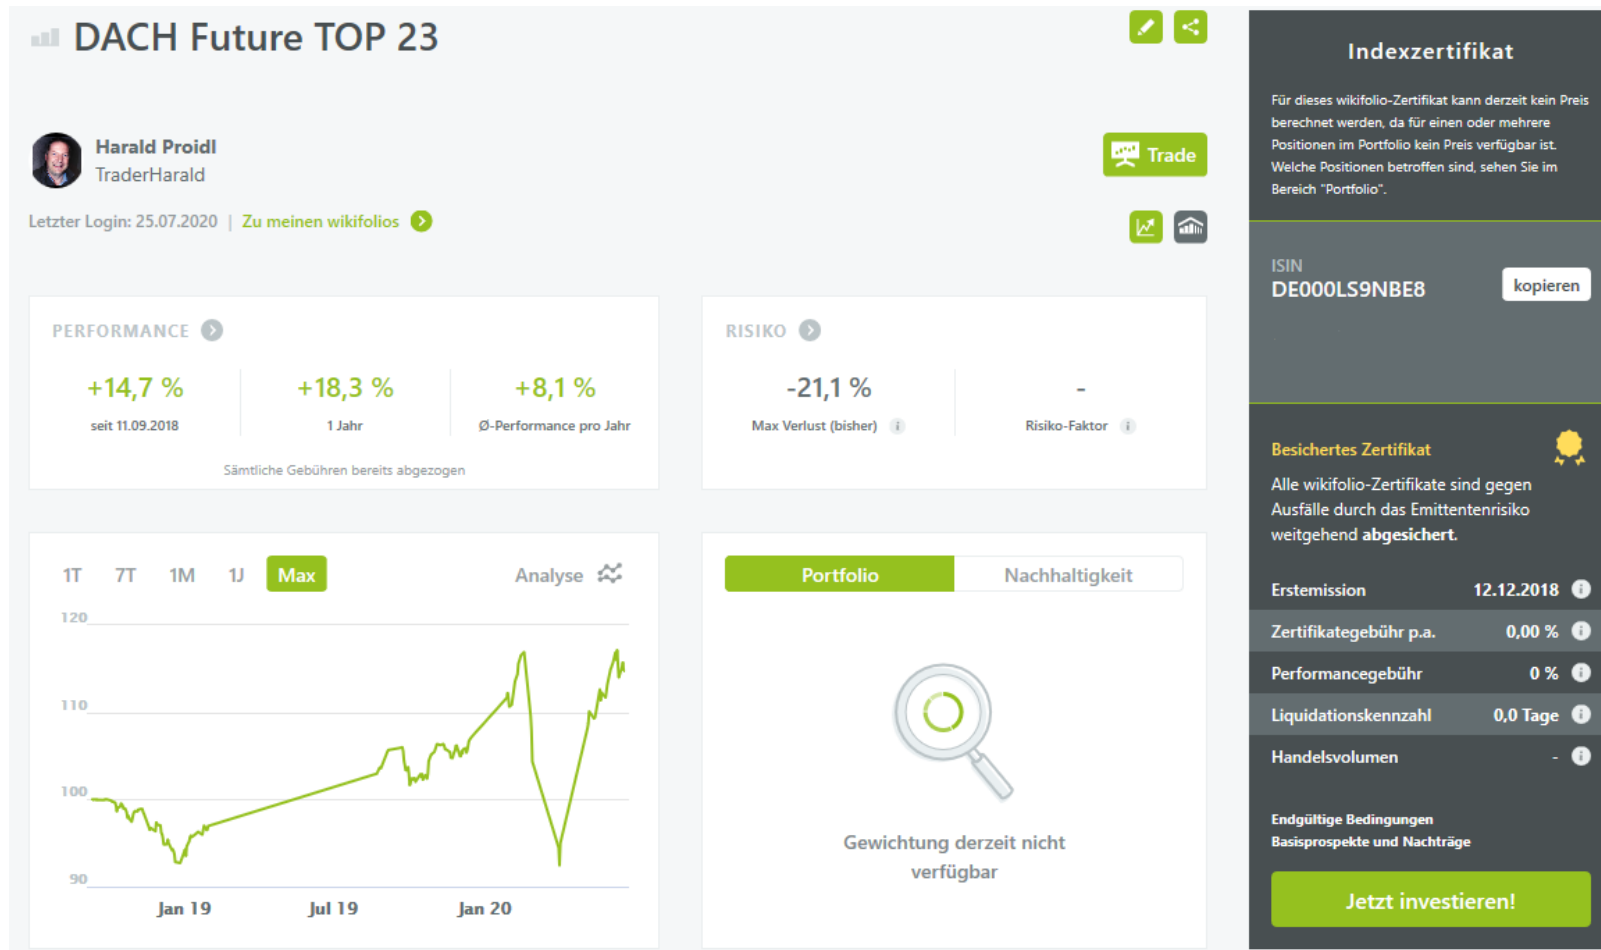 DACH Future TOP 23
Harald Proidl
TraderHarald
Trade
Letzter Login: 25.07.2020 | Zu meinen wikifolios
PERFORMANCE
+14,7 %
+18,3 %
+8,1 %
seit 11.09.2018
1 Jahr
Ø-Performance pro Jahr
Sämtliche Gebühren bereits abgezogen
RISIKO
-21,1 %
-
Max Verlust (bisher) i
Risiko-Faktor i
1T 7T 1M 1J Max
Analyse
120
110
100
90
Jan 19
Jul 19
Jan 20
Portfolio
Nachhaltigkeit
Gewichtung derzeit nicht
verfügbar
Indexzertifikat
Für dieses wikifolio-Zertifikat kann derzeit kein Preis
berechnet werden, da für einen oder mehrere
Positionen im Portfolio kein Preis verfügbar ist.
Welche Positionen betroffen sind, sehen Sie im
Bereich "Portfolio".
ISIN
DE000LS9NBE8
kopieren
Besichertes Zertifikat
Alle wikifolio-Zertifikate sind gegen
Ausfälle durch das Emittentenrisiko
weitgehend abgesichert.
Erstemission 12.12.2018 i
Zertifikategebühr p.a. 0,00 % i
Performancegebühr 0 % i
Liquidationskennzahl 0,0 Tage i
Handelsvolumen - i
Endgültige Bedingungen
Basisprospekte und Nachträge
Jetzt investieren!